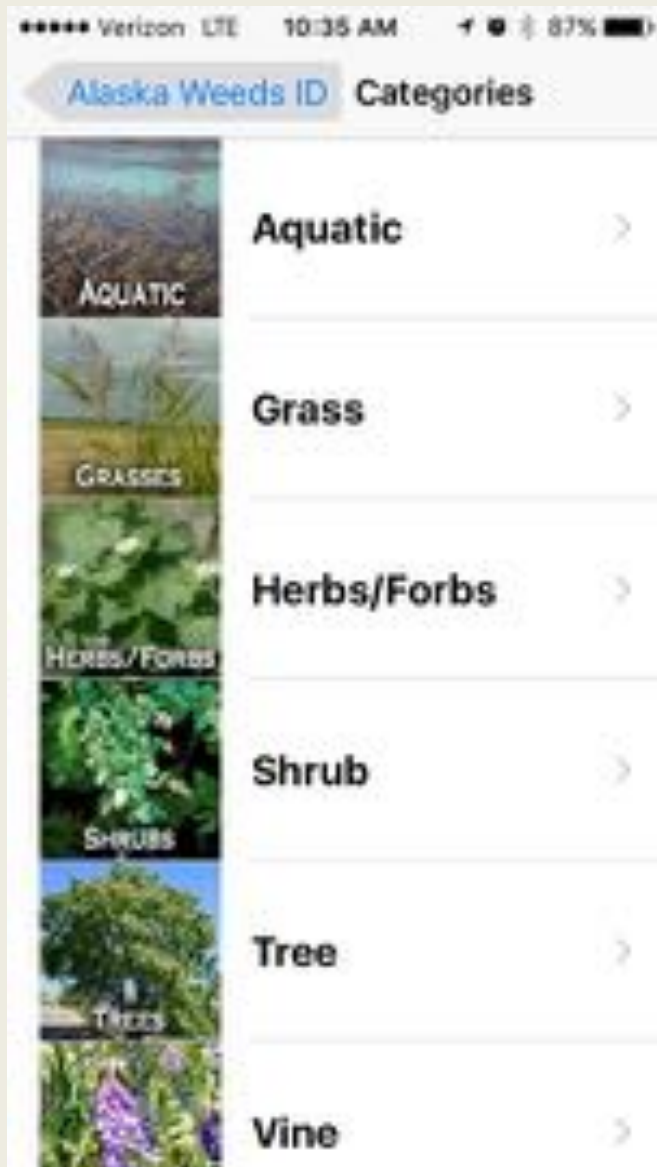 Verizon LTE 10:35 AM 87%
Alaska Weeds ID Categories
AQUATIC
Aquatic
GRASSES
Grass
HERBS/FORBS
Herbs/Forbs
SHRUBS
Shrub
TREES
Tree
Vine